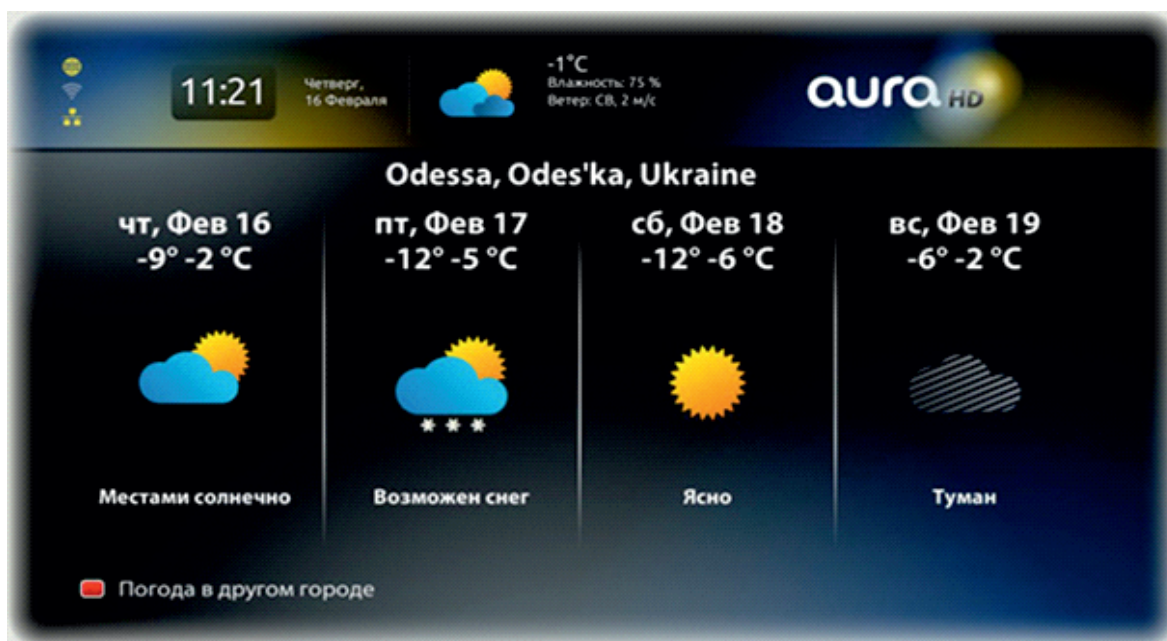 11:21
Четверг,
16 Февраля
-1°C
Влажность: 75 %
Ветер: СВ, 2 м/с
aura HD
Odessa, Odes'ka, Ukraine
чт, Фев 16
-9° -2 °C
пт, Фев 17
-12° -5 °C
сб, Фев 18
-12° -6 °C
вс, Фев 19
-6° -2 °C
Местами солнечно
Возможен снег
Ясно
Туман
Погода в другом городе